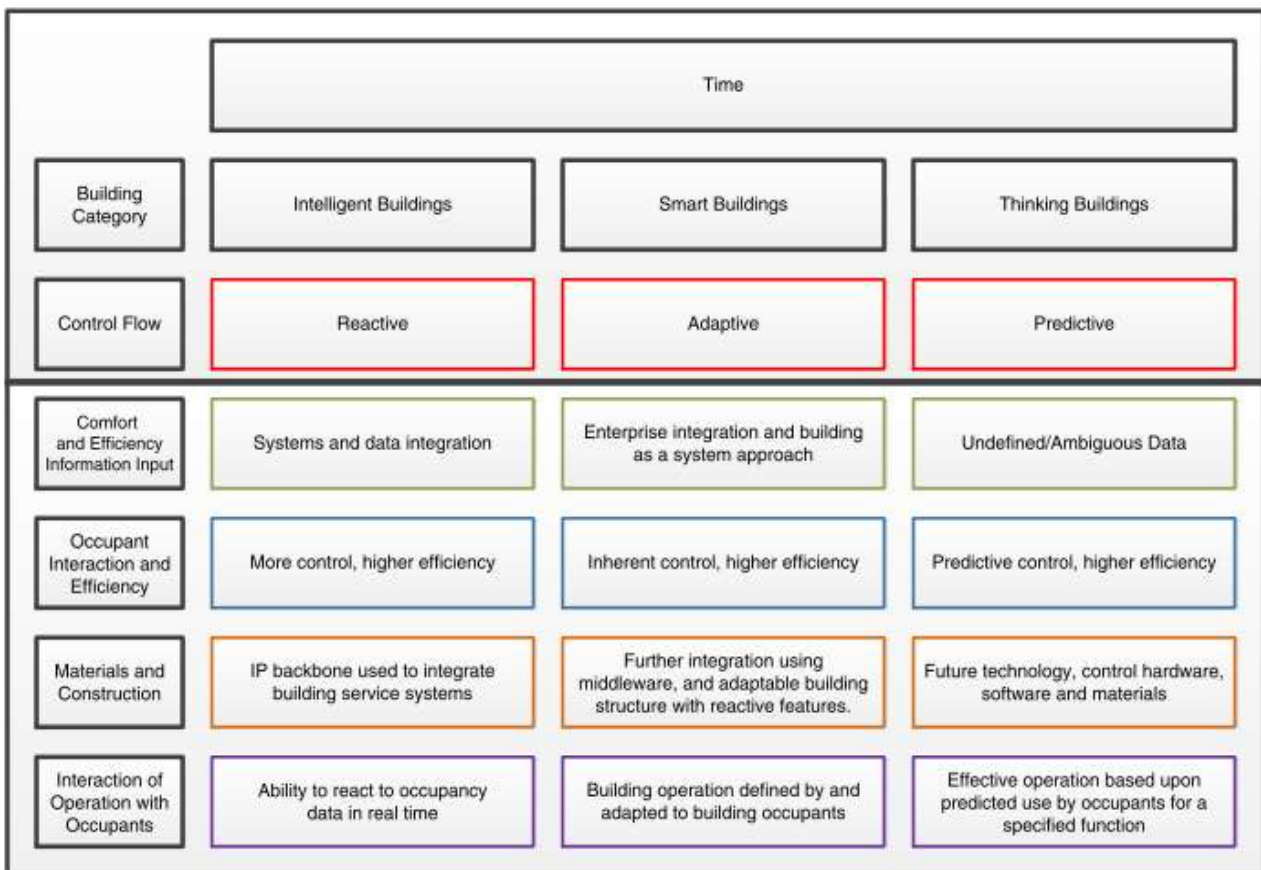 Time
Building
Category
Intelligent Buildings
Smart Buildings
Thinking Buildings
Control Flow
Reactive
Adaptive
Predictive
Comfort
and Efficiency
Information Input
Systems and data integration
Enterprise integration and building
as a system approach
Undefined/Ambiguous Data
Occupant
Interaction and
Efficiency
More control, higher efficiency
Inherent control, higher efficiency
Predictive control, higher efficiency
Materials and
Construction
IP backbone used to integrate
building service systems
Further integration using
middleware, and adaptable building
structure with reactive features.
Future technology, control hardware,
software and materials
Interaction of
Operation with
Occupants
Ability to react to occupancy
data in real time
Building operation defined by and
adapted to building occupants
Effective operation based upon
predicted use by occupants for a
specified function